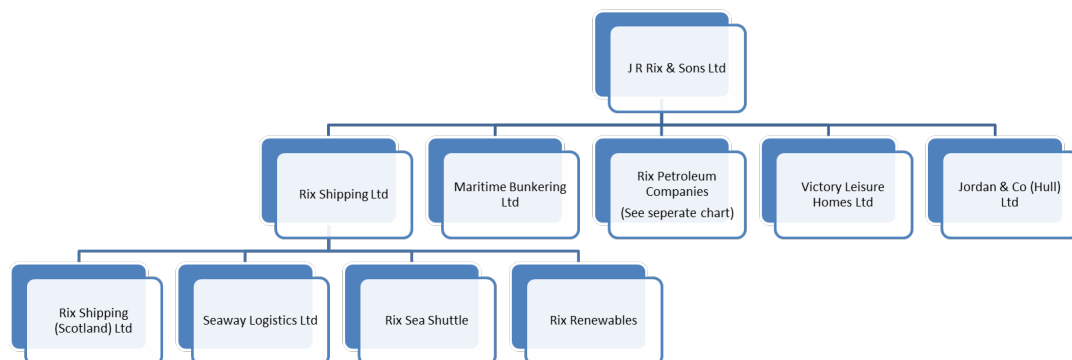 J R Rix & Sons Ltd
Rix Shipping Ltd
Maritime Bunkering
Ltd
Rix Petroleum
Companies
(See seperate chart)
Victory Leisure
Homes Ltd
Jordan & Co (Hull)
Ltd
Rix Shipping
(Scotland) Ltd
Seaway Logistics Ltd
Rix Sea Shuttle
Rix Renewables